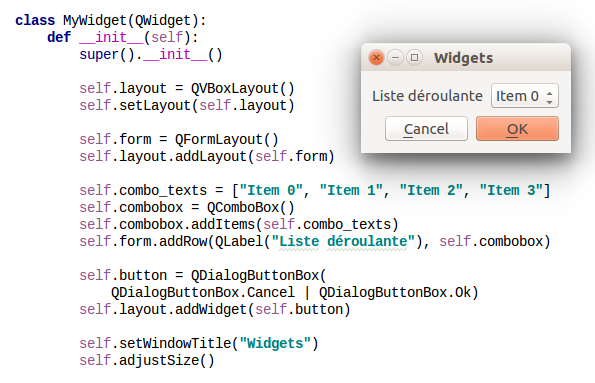 class MyWidget(QWidget):
    def __init__(self):
        super().__init__()
        self.layout = QVBoxLayout()
        self.setLayout(self.layout)
        self.form = QFormLayout()
        self.layout.addLayout(self.form)
        self.combo_texts = ["Item 0", "Item 1", "Item 2", "Item 3"]
        self.combobox = QComboBox()
        self.combobox.addItems(self.combo_texts)
        self.form.addRow(QLabel("Liste déroulante"), self.combobox)
        self.button = QDialogButtonBox(
            QDialogButtonBox.Cancel | QDialogButtonBox.Ok)
        self.layout.addWidget(self.button)
        self.setWindowTitle("Widgets")
        self.adjustSize()
Widgets
Liste déroulante Item 0
Cancel OK